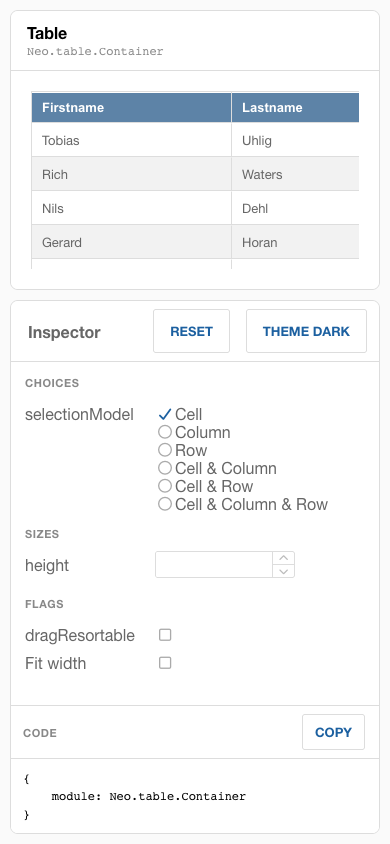 Table
Neo.table.Container
Firstname Lastname
Tobias Uhlig
Rich Waters
Nils Dehl
Gerard Horan
Inspector RESET THEME DARK
CHOICES
selectionModel Cell
Column
Row
Cell & Column
Cell & Row
Cell & Column & Row
SIZES
height
FLAGS
dragResortable
Fit width
CODE COPY
{
module: Neo.table.Container
}